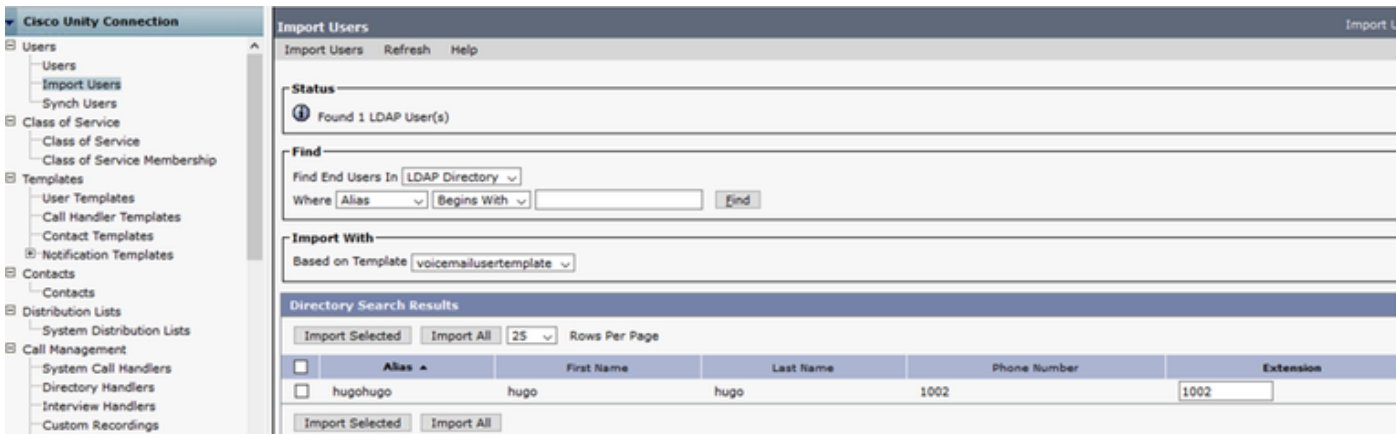 Cisco Unity Connection
Users
Users
Import Users
Synch Users
Class of Service
Class of Service
Class of Service Membership
Templates
User Templates
Call Handler Templates
Contact Templates
Notification Templates
Contacts
Contacts
Distribution Lists
System Distribution Lists
Call Management
System Call Handlers
Directory Handlers
Interview Handlers
Custom Recordings
Import Users
Import U
Import Users Refresh Help
Status
Found 1 LDAP User(s)
Find
Find End Users In LDAP Directory
Where Alias Begins With Find
Import With
Based on Template voicemailusertemplate
Directory Search Results
Import Selected Import All 25 Rows Per Page
Alias First Name Last Name Phone Number Extension
hugohugo hugo hugo 1002 1002
Import Selected Import All